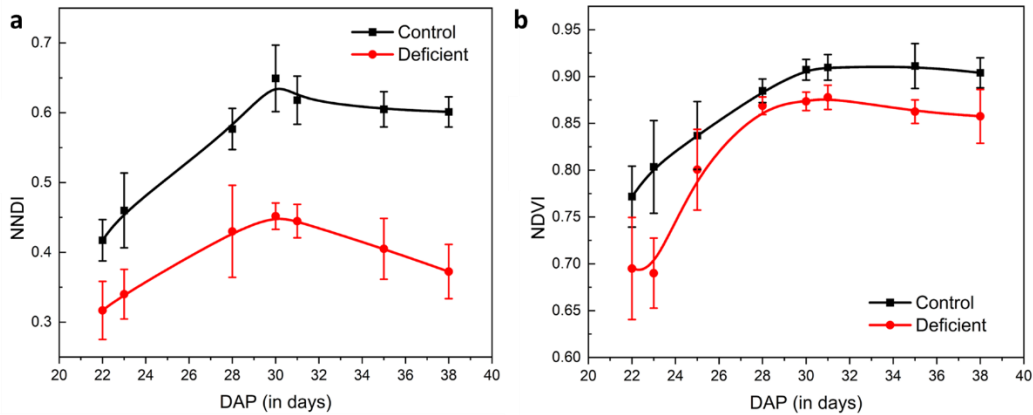 a
Control
Deficient
NNDI
0.7
0.6
0.5
0.4
0.3
20 22 24 26 28 30 32 34 36 38 40
DAP (in days)
b
NDVI
0.95
0.90
0.85
0.80
0.75
0.70
0.65
0.60
Control
Deficient
20 22 24 26 28 30 32 34 36 38 40
DAP (in days)